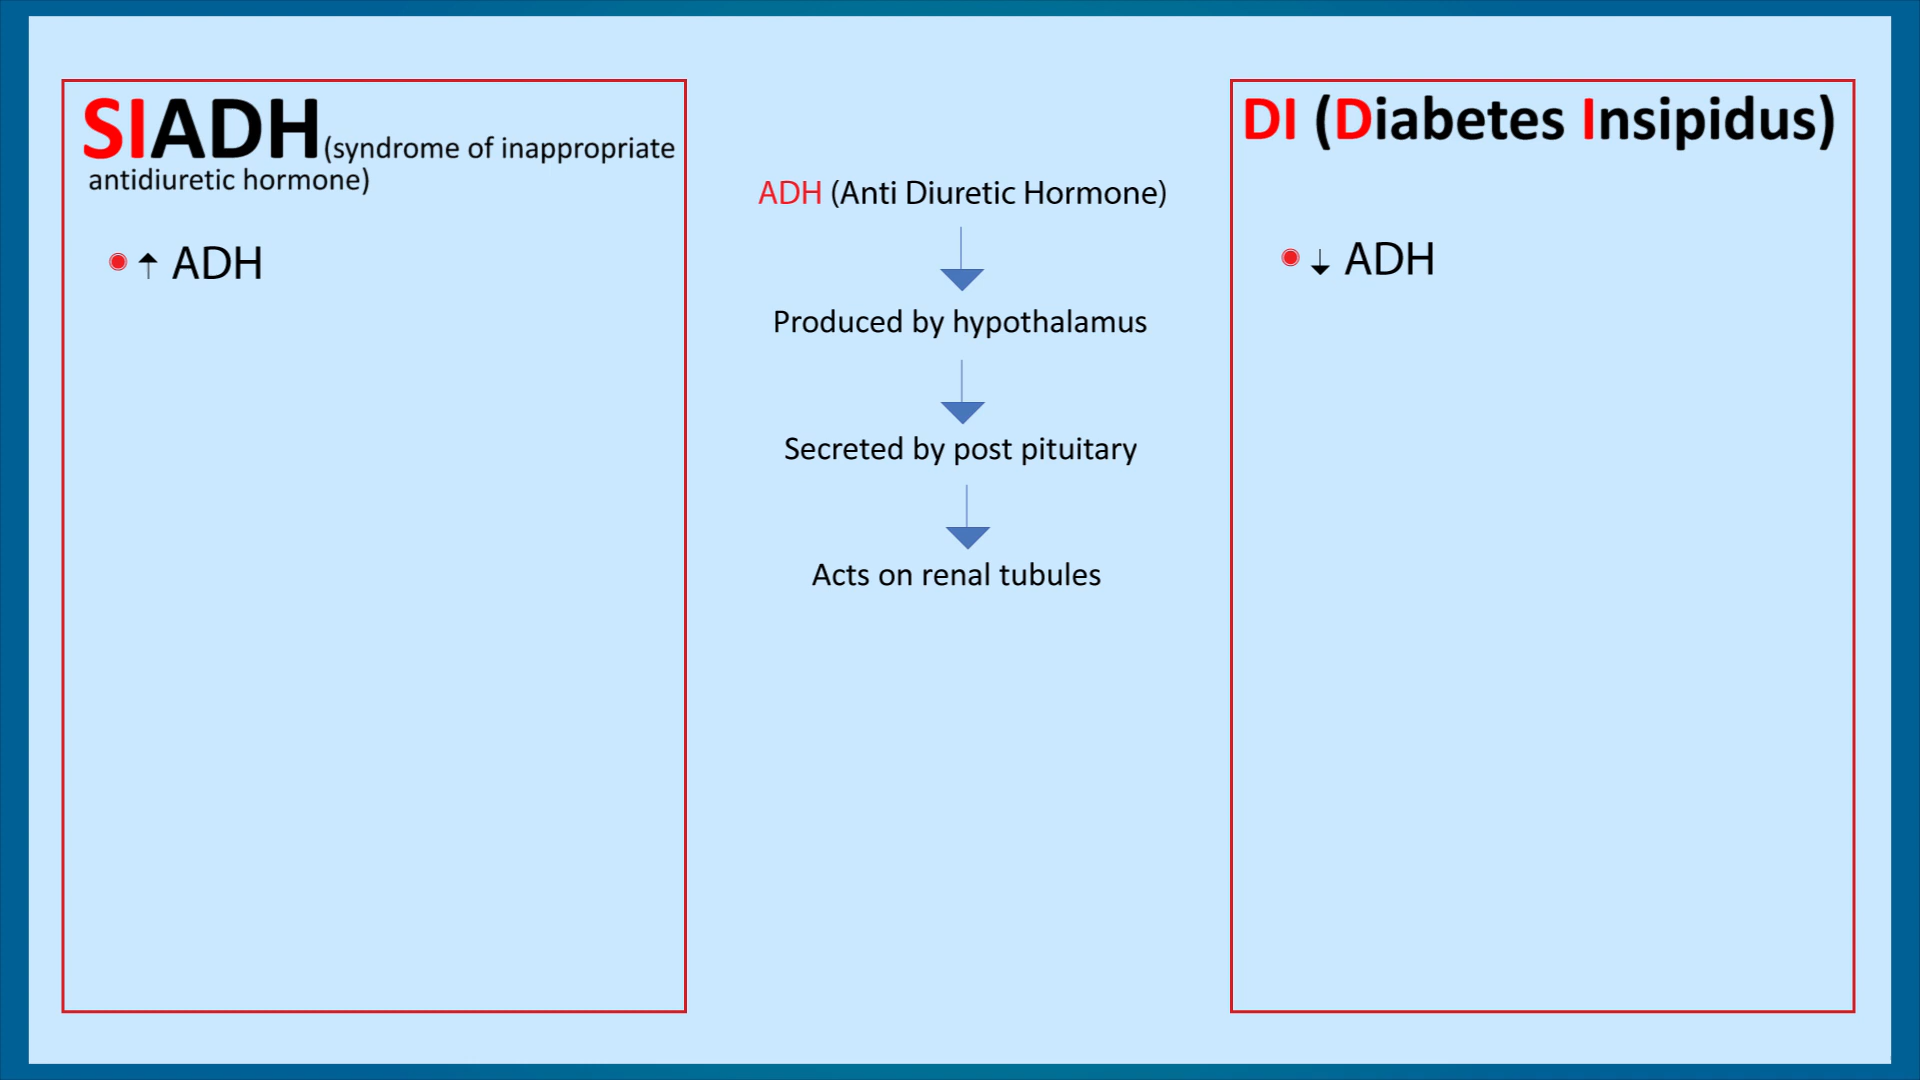 SIADH (syndrome of inappropriate
antidiuretic hormone)
↑ ADH
ADH (Anti Diuretic Hormone)
Produced by hypothalamus
Secreted by post pituitary
Acts on renal tubules
DI (Diabetes Insipidus)
↓ ADH